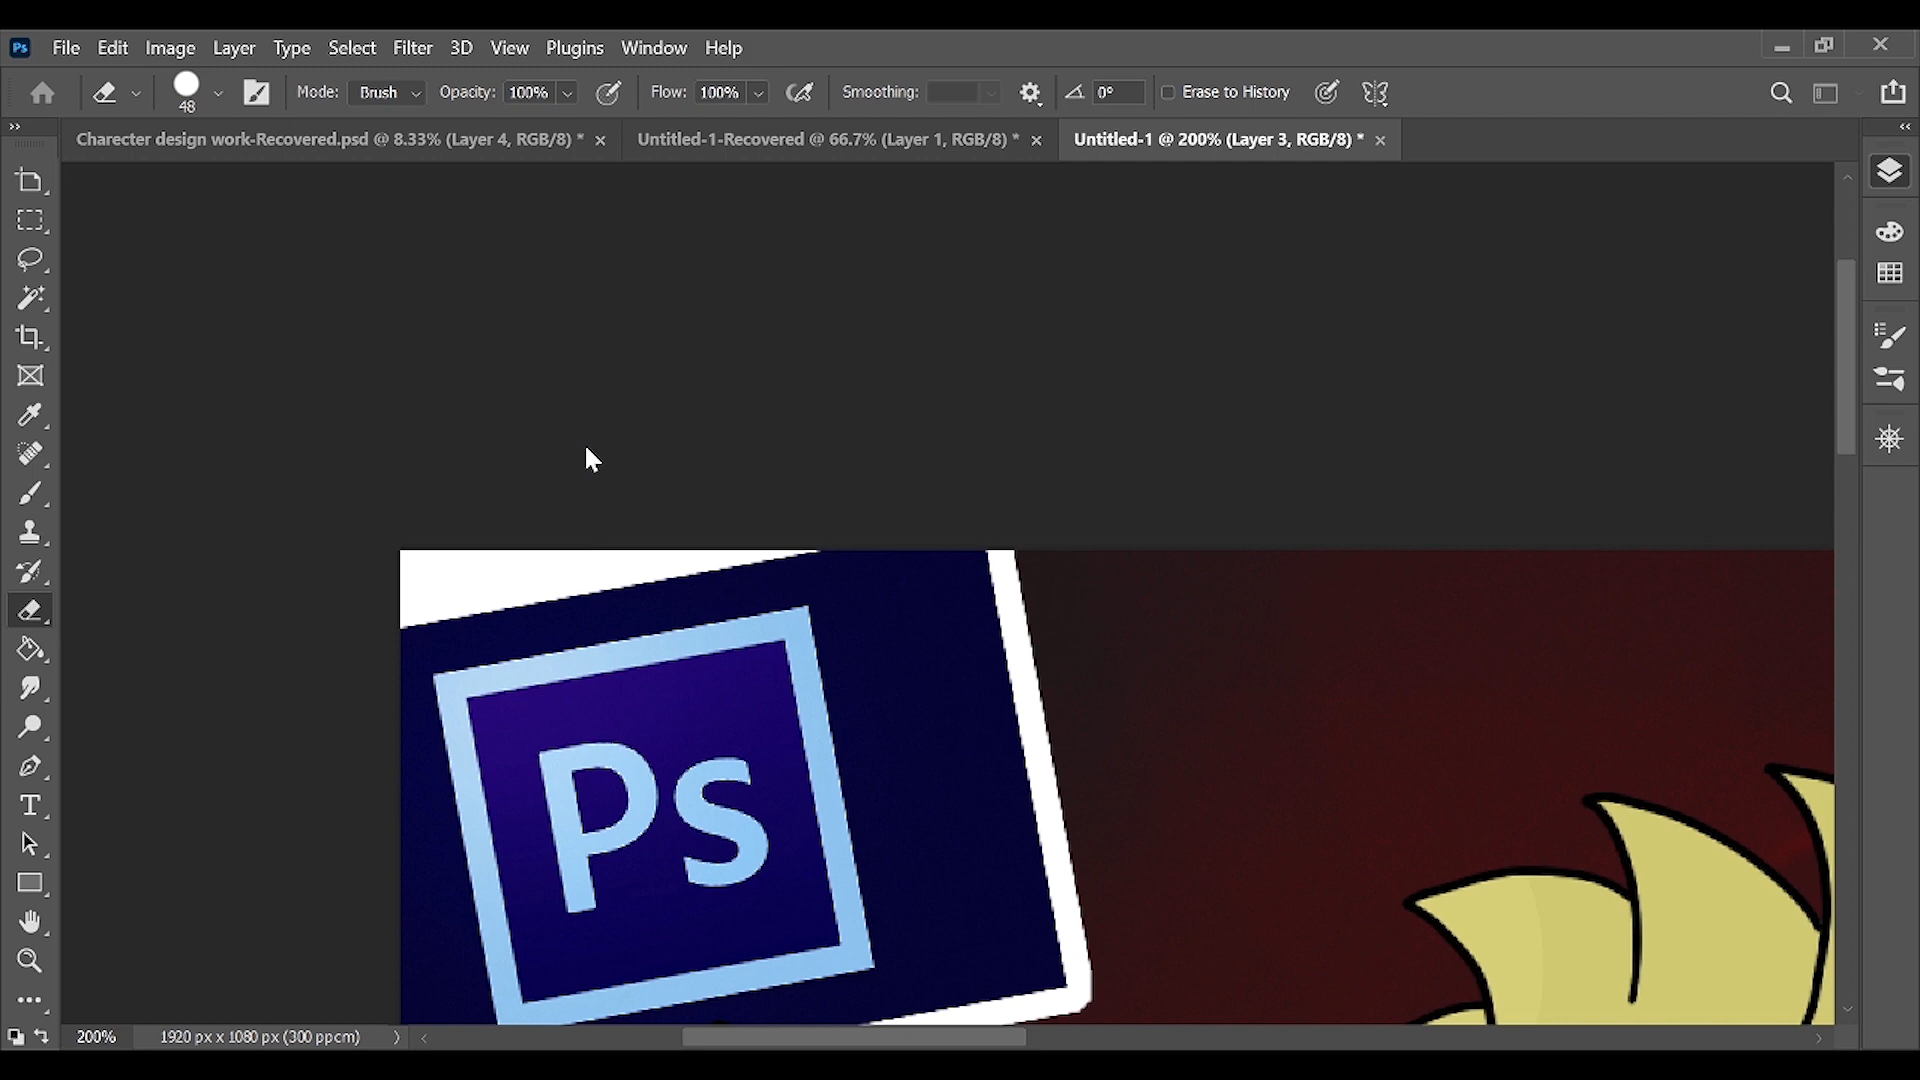 Ps File Edit Image Layer Type Select Filter 3D View Plugins Window Help
48 Mode: Brush Opacity: 100% Flow: 100% Smoothing: 0° Erase to History
Charecter design work-Recovered.psd @ 8.33% (Layer 4, RGB/8) * Untitled-1-Recovered @ 66.7% (Layer 1, RGB/8) * Untitled-1 @ 200% (Layer 3, RGB/8) *
Ps
200% 1920 px x 1080 px (300 ppcm)